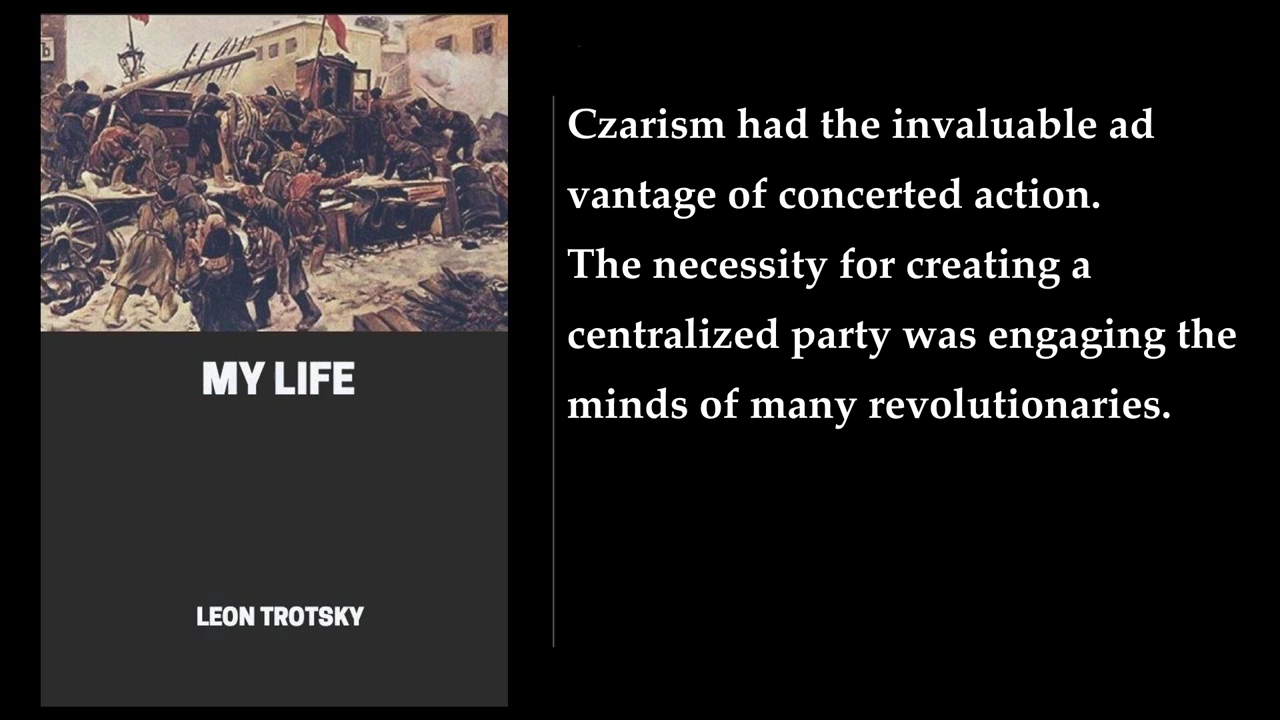 MY LIFE
LEON TROTSKY
Czarism had the invaluable ad
vantage of concerted action.
The necessity for creating a
centralized party was engaging the
minds of many revolutionaries.